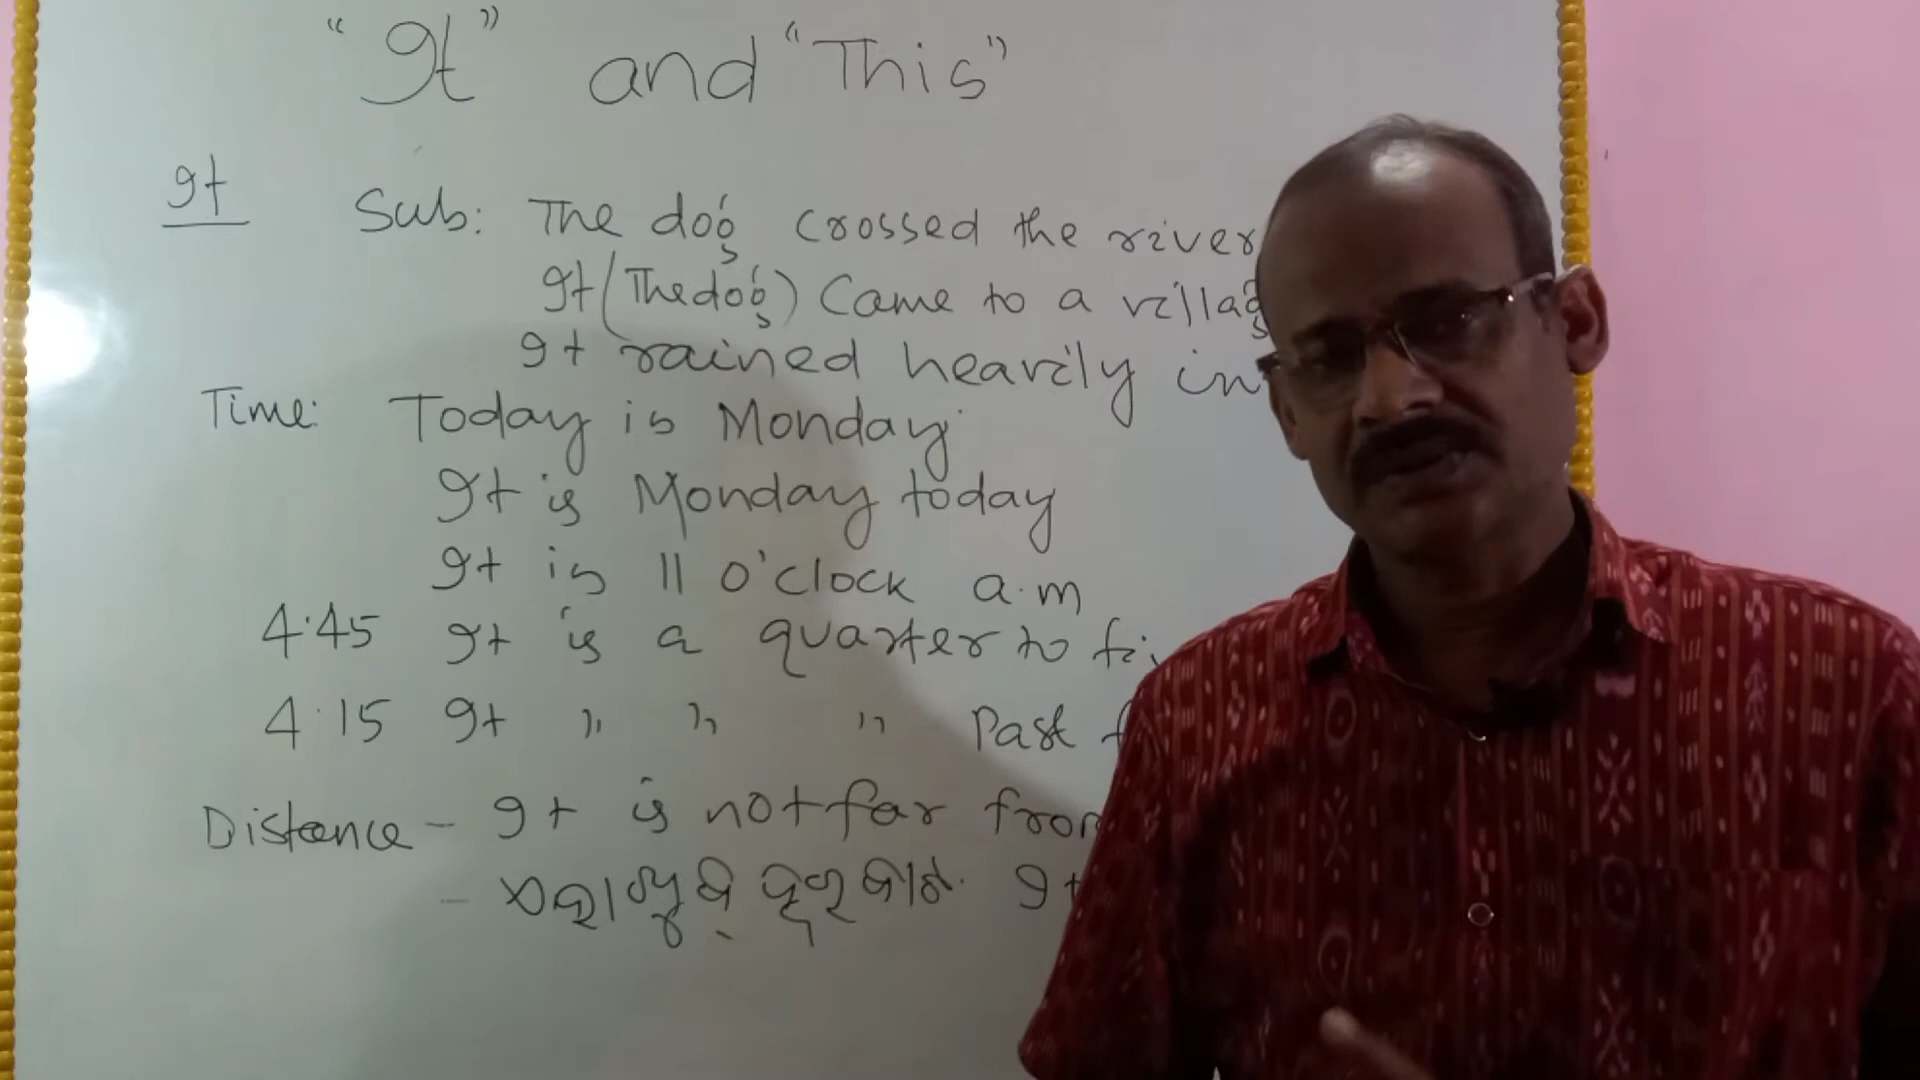 "It" and "This"
It Sub: The dog crossed the river
It (The dog) Came to a villag
It rained heavily in
Time: Today is Monday.
It is Monday today
It is 11 o'clock a.m
4.45 It is a quarter to fi
4.15 It " " " Past f
Distance - It is not far from
- It